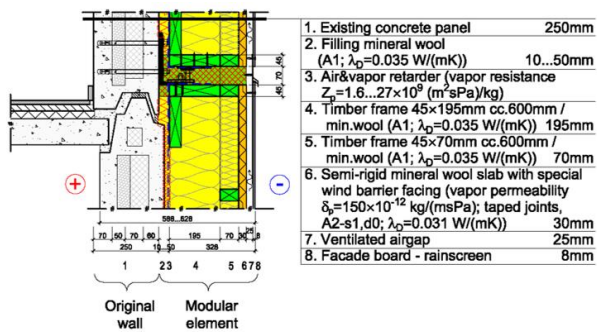 1. Existing concrete panel 250mm
2. Filling mineral wool
(A1; λD=0.035 W/(mK)) 10...50mm
3. Air&vapor retarder (vapor resistance
Zp=1.6...27×10⁹ (m²sPa)/kg)
4. Timber frame 45×195mm cc.600mm /
min.wool (A1; λD=0.035 W/(mK)) 195mm
5. Timber frame 45×70mm cc.600mm /
min.wool (A1; λD=0.035 W/(mK)) 70mm
6. Semi-rigid mineral wool slab with special
wind barrier facing (vapor permeability
δp=150×10⁻¹² kg/(msPa); taped joints,
A2-s1,d0; λD=0.031 W/(mK)) 30mm
7. Ventilated airgap 25mm
8. Facade board - rainscreen 8mm
45
70
45
+
-
588...628
25
70 50 70 60 195 70 30 8
250 10...50 328
1 2 3 4 5 6 7 8
Original Modular
wall element